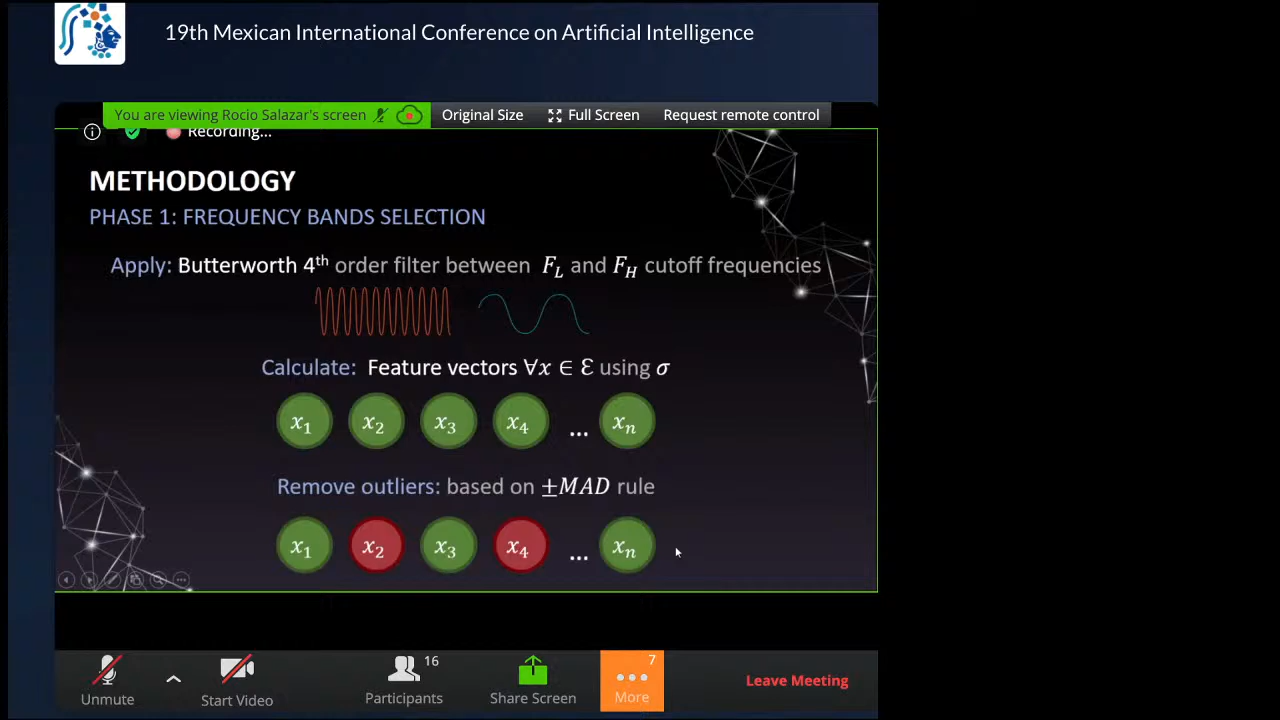 19th Mexican International Conference on Artificial Intelligence
You are viewing Rocio Salazar's screen
Original Size
Full Screen
Request remote control
Recording...
METHODOLOGY
PHASE 1: FREQUENCY BANDS SELECTION
Apply: Butterworth 4th order filter between F_L and F_H cutoff frequencies
Calculate: Feature vectors ∀x ∈ ℰ using σ
x₁ x₂ x₃ x₄ ... xₙ
Remove outliers: based on ±MAD rule
x₁ x₂ x₃ x₄ ... xₙ
16
7
Unmute
Start Video
Participants
Share Screen
More
Leave Meeting